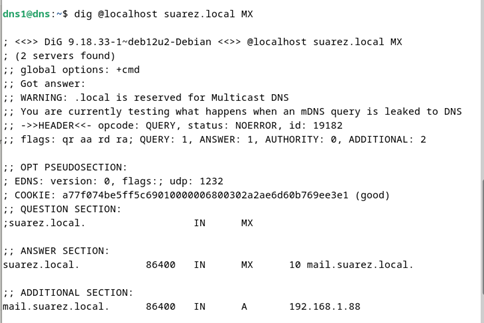 dns1@dns:~$ dig @localhost suarez.local MX
; <<>> DiG 9.18.33-1~deb12u2-Debian <<>> @localhost suarez.local MX
; (2 servers found)
;; global options: +cmd
;; Got answer:
;; WARNING: .local is reserved for Multicast DNS
;; You are currently testing what happens when an mDNS query is leaked to DNS
;; ->>HEADER<<- opcode: QUERY, status: NOERROR, id: 19182
;; flags: qr aa rd ra; QUERY: 1, ANSWER: 1, AUTHORITY: 0, ADDITIONAL: 2
;; OPT PSEUDOSECTION:
; EDNS: version: 0, flags:; udp: 1232
; COOKIE: a77f074be5ff5c69010000006800302a2ae6d60b769ee3e1 (good)
;; QUESTION SECTION:
;suarez.local. IN MX
;; ANSWER SECTION:
suarez.local. 86400 IN MX 10 mail.suarez.local.
;; ADDITIONAL SECTION:
mail.suarez.local. 86400 IN A 192.168.1.88